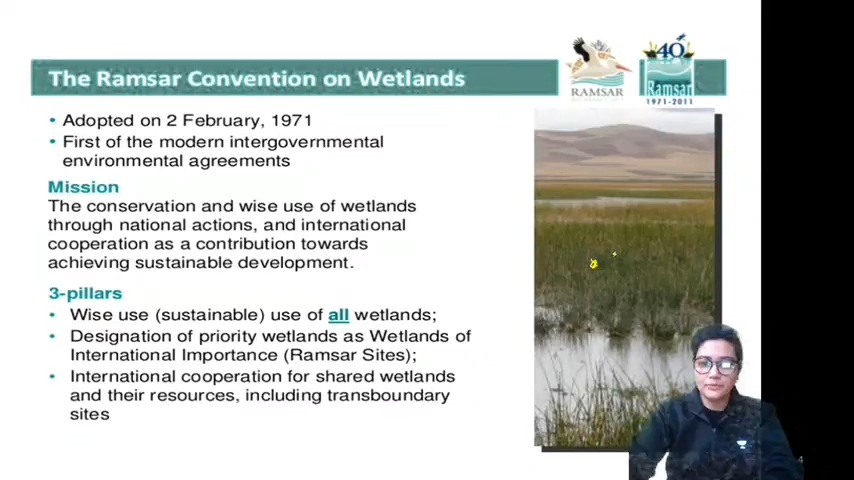 The Ramsar Convention on Wetlands
RAMSAR
40
Ramsar
1971-2011
• Adopted on 2 February, 1971
• First of the modern intergovernmental
environmental agreements
Mission
The conservation and wise use of wetlands
through national actions, and international
cooperation as a contribution towards
achieving sustainable development.
3-pillars
• Wise use (sustainable) use of all wetlands;
• Designation of priority wetlands as Wetlands of
International Importance (Ramsar Sites);
• International cooperation for shared wetlands
and their resources, including transboundary
sites
4